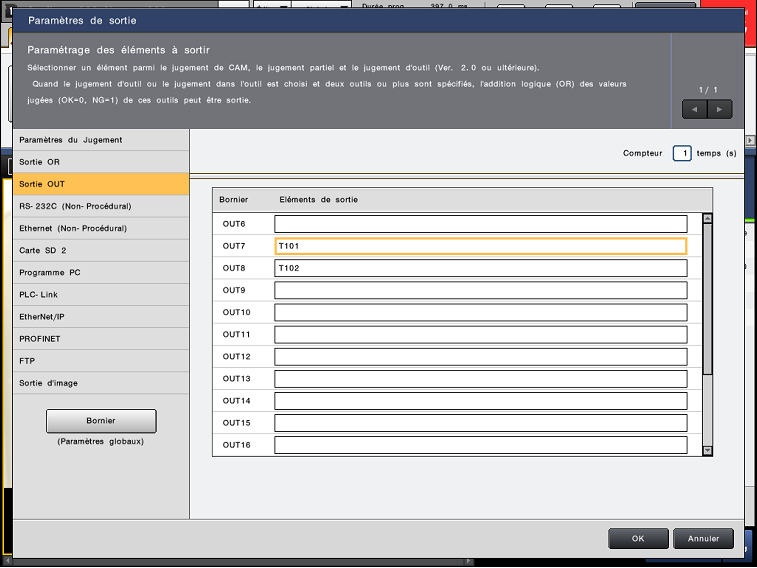 Durée prog. 397.0 ms
Paramètres de sortie
Paramétrage des éléments à sortir
Sélectionner un élément parmi le jugement de CAM, le jugement partiel et le jugement d'outil (Ver. 2.0 ou ultérieure).
Quand le jugement d'outil ou le jugement dans l'outil est choisi et deux outils ou plus sont spécifiés, l'addition logique (OR) des valeurs
jugées (OK=0, NG=1) de ces outils peut être sortie.
1/ 1
Paramètres du Jugement
Sortie OR
Sortie OUT
RS-232C (Non-Procédural)
Ethernet (Non-Procédural)
Carte SD 2
Programme PC
PLC-Link
EtherNet/IP
PROFINET
FTP
Sortie d'image
Bornier
(Paramètres globaux)
Compteur 1 temps (s)
Bornier Eléments de sortie
OUT6
OUT7 T101
OUT8 T102
OUT9
OUT10
OUT11
OUT12
OUT13
OUT14
OUT15
OUT16
OK Annuler